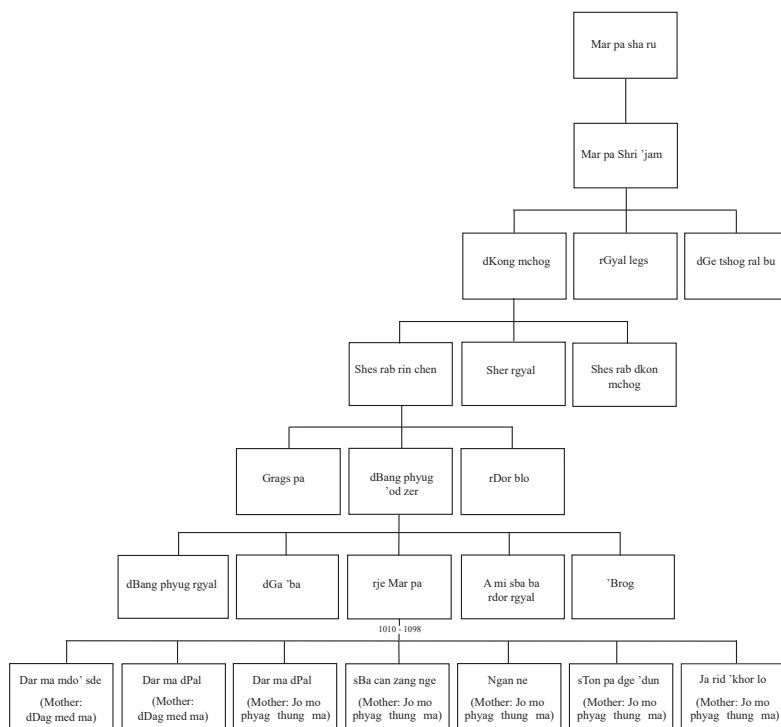 Mar pa sha ru
Mar pa Shri ’jam
dKong mchog
rGyal legs
dGe tshog ral bu
Shes rab rin chen
Sher rgyal
Shes rab dkon
mchog
Grags pa
dBang phyug
’od zer
rDor blo
dBang phyug rgyal
dGa ’ba
rje Mar pa
A mi sba ba
rdor rgyal
’Brog
1010 - 1098
Dar ma mdo’ sde
(Mother:
dDag med ma)
Dar ma dPal
(Mother:
dDag med ma)
Dar ma dPal
(Mother: Jo mo
phyag thung ma)
sBa can zang nge
(Mother: Jo mo
phyag thung ma)
Ngan ne
(Mother: Jo mo
phyag thung ma)
sTon pa dge ’dun
(Mother: Jo mo
phyag thung ma)
Ja rid ’khor lo
(Mother: Jo mo
phyag thung ma)